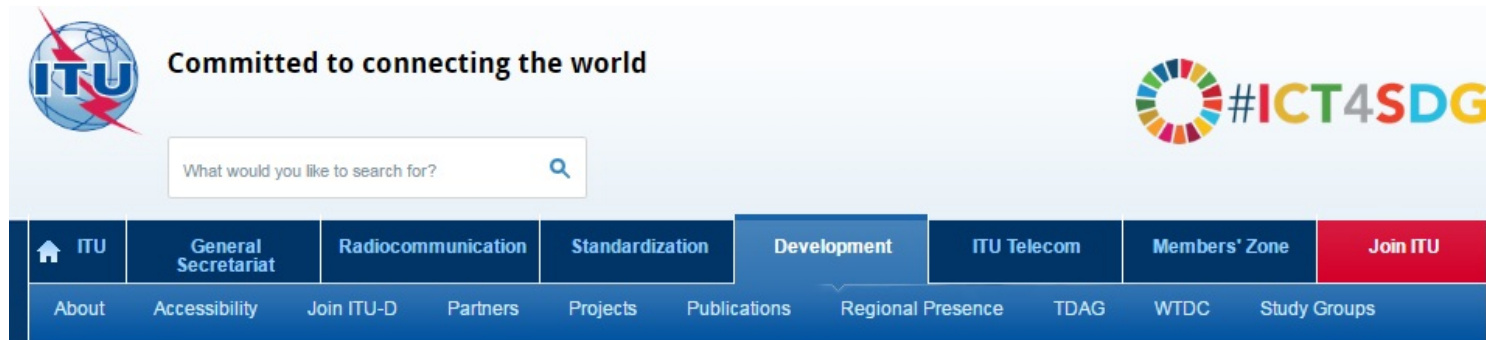 ITU
Committed to connecting the world
#ICT4SDG
What would you like to search for?
ITU
General
Secretariat
Radiocommunication
Standardization
Development
ITU Telecom
Members' Zone
Join ITU
About
Accessibility
Join ITU-D
Partners
Projects
Publications
Regional Presence
TDAG
WTDC
Study Groups